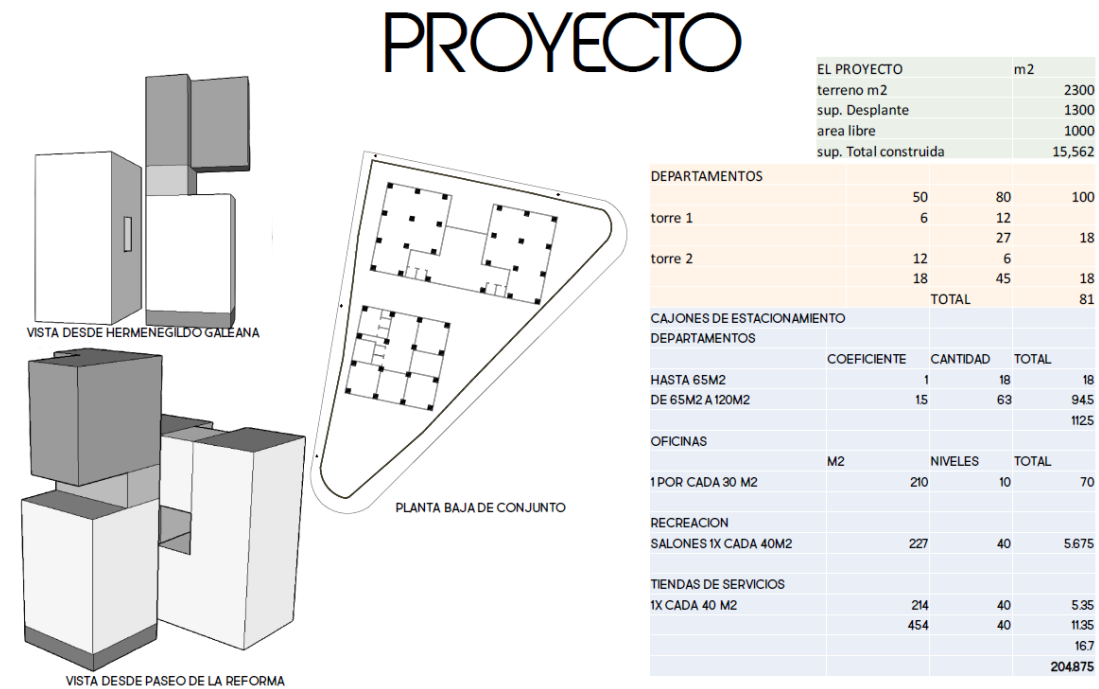 PROYECTO
EL PROYECTO m2
terreno m2 2300
sup. Desplante 1300
area libre 1000
sup. Total construida 15,562
DEPARTAMENTOS
50 80 100
torre 1 6 12
27 18
torre 2 12 6
18 45 18
TOTAL 81
CAJONES DE ESTACIONAMIENTO
DEPARTAMENTOS
COEFICIENTE CANTIDAD TOTAL
HASTA 65M2 1 18 18
DE 65M2 A 120M2 1.5 63 94.5
112.5
OFICINAS
M2 NIVELES TOTAL
1 POR CADA 30 M2 210 10 70
RECREACION
SALONES 1X CADA 40M2 227 40 5.675
TIENDAS DE SERVICIOS
1X CADA 40 M2 214 40 5.35
454 40 11.35
16.7
204.875
VISTA DESDE HERMENEGILDO GALEANA
PLANTA BAJA DE CONJUNTO
VISTA DESDE PASEO DE LA REFORMA